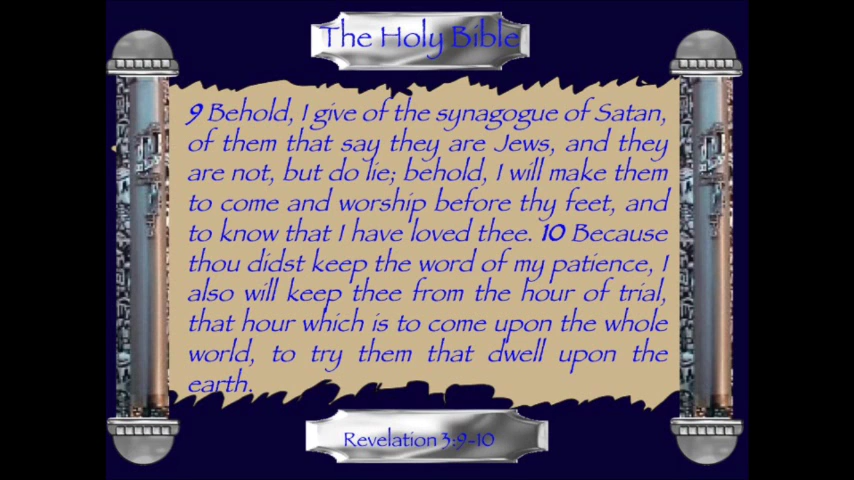 The Holy Bible
9 Behold, I give of the synagogue of Satan,
of them that say they are Jews, and they
are not, but do lie; behold, I will make them
to come and worship before thy feet, and
to know that I have loved thee. 10 Because
thou didst keep the word of my patience, I
also will keep thee from the hour of trial,
that hour which is to come upon the whole
world, to try them that dwell upon the
earth.
Revelation 3:9-10